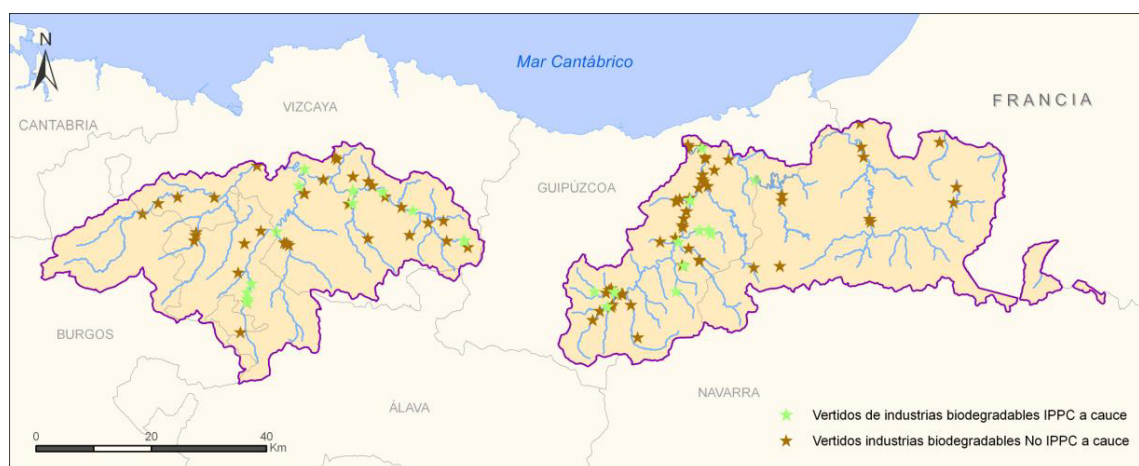 N
Mar Cantábrico
FRANCIA
VIZCAYA
CANTABRIA
GUIPÚZCOA
BURGOS
NAVARRA
ÁLAVA
Vertidos de industrias biodegradables IPPC a cauce
Vertidos industrias biodegradables No IPPC a cauce
0 20 40
Km